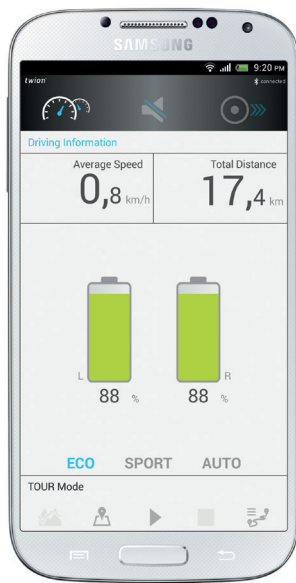 SAMSUNG
9:20 PM
twion
connected
Driving Information
Average Speed Total Distance
0,8 km/h 17,4 km
L R
88 % 88 %
ECO SPORT AUTO
TOUR Mode